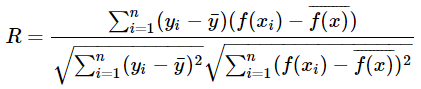 R = \frac{\sum_{i=1}^{n}(y_i - \bar{y})(f(x_i) - \overline{f(x)})}{\sqrt{\sum_{i=1}^{n}(y_i - \bar{y})^2}\sqrt{\sum_{i=1}^{n}(f(x_i) - \overline{f(x)})^2}}